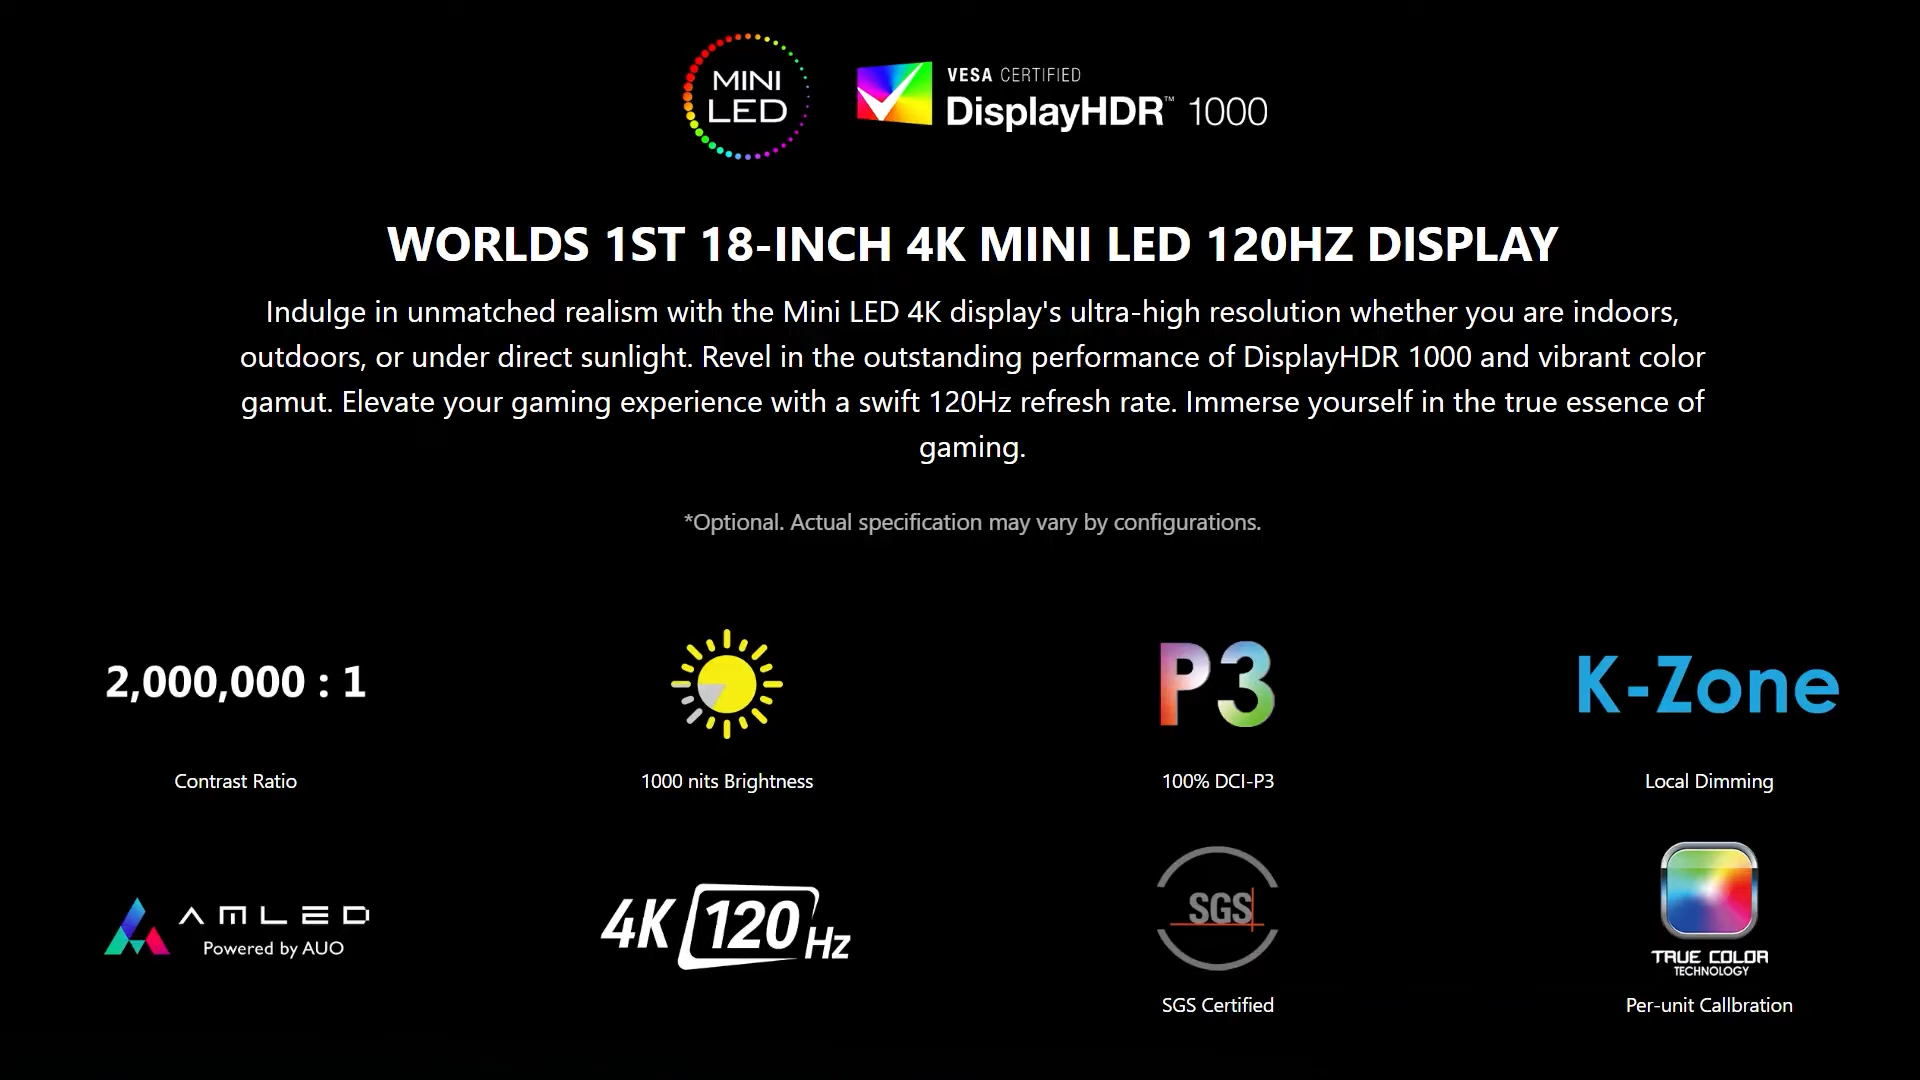 MINI
LED
VESA CERTIFIED
DisplayHDR™ 1000
WORLDS 1ST 18-INCH 4K MINI LED 120HZ DISPLAY
Indulge in unmatched realism with the Mini LED 4K display's ultra-high resolution whether you are indoors,
outdoors, or under direct sunlight. Revel in the outstanding performance of DisplayHDR 1000 and vibrant color
gamut. Elevate your gaming experience with a swift 120Hz refresh rate. Immerse yourself in the true essence of
gaming.
*Optional. Actual specification may vary by configurations.
2,000,000 : 1
Contrast Ratio
1000 nits Brightness
P3
100% DCI-P3
K-Zone
Local Dimming
AMLED
Powered by AUO
4K 120 Hz
SGS
SGS Certified
TRUE COLOR
TECHNOLOGY
Per-unit Callbration